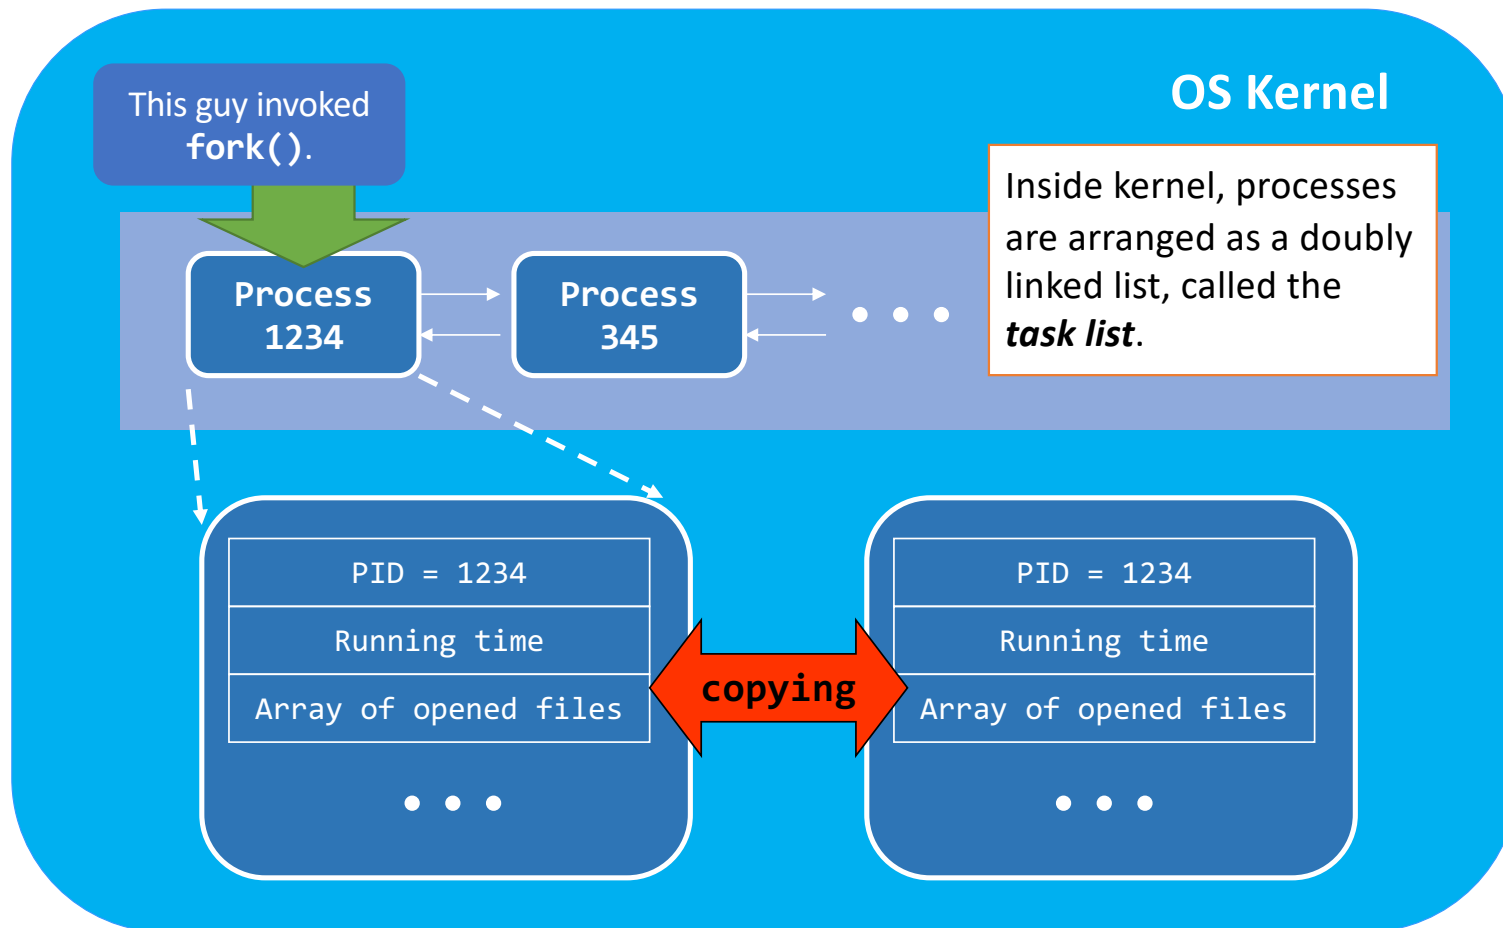 OS Kernel
This guy invoked
fork().
Inside kernel, processes
are arranged as a doubly
linked list, called the
task list.
Process
1234
Process
345
PID = 1234
Running time
Array of opened files
copying
PID = 1234
Running time
Array of opened files